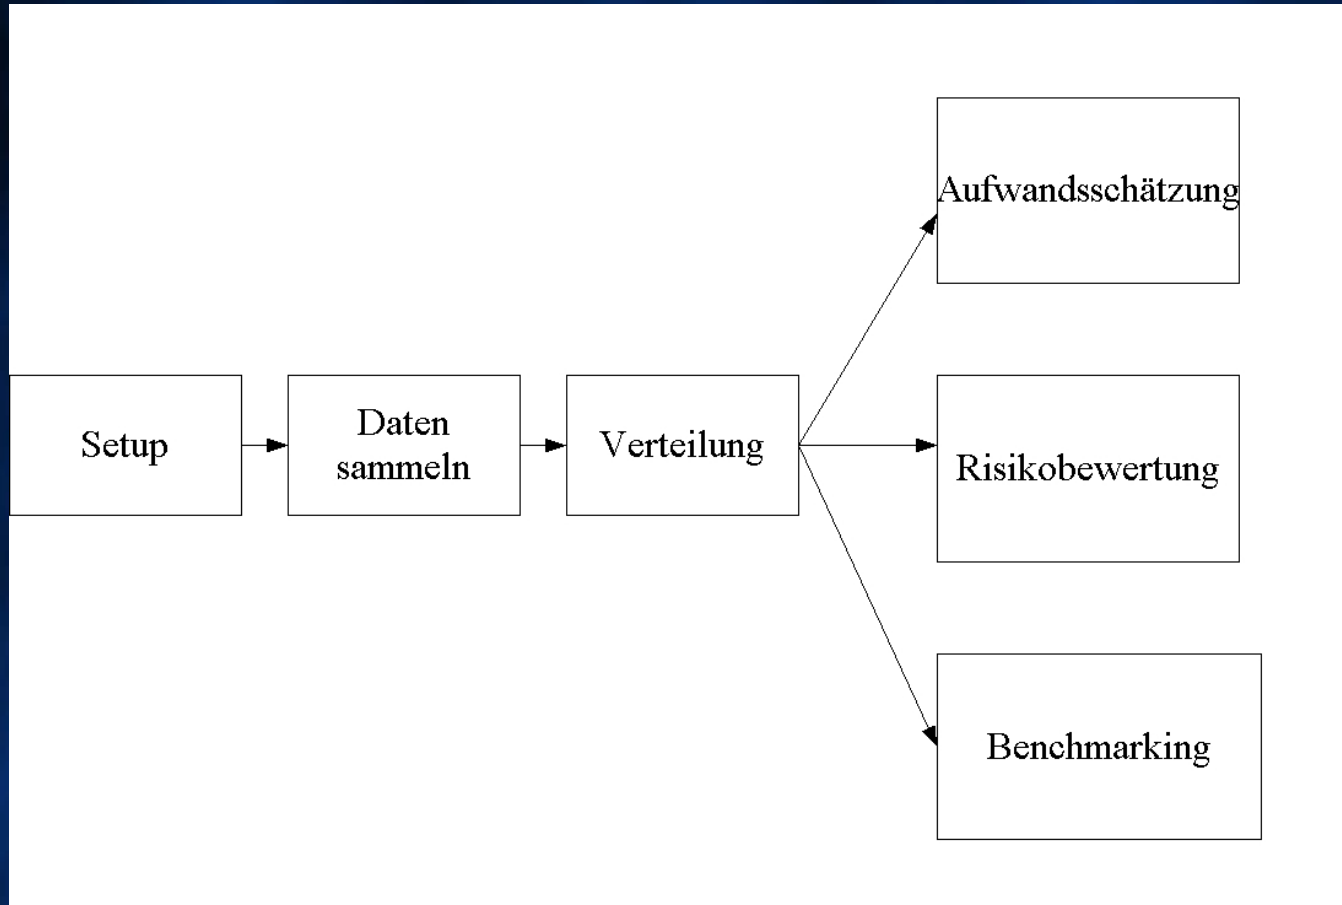 Setup
Daten
sammeln
Verteilung
Aufwandsschätzung
Risikobewertung
Benchmarking